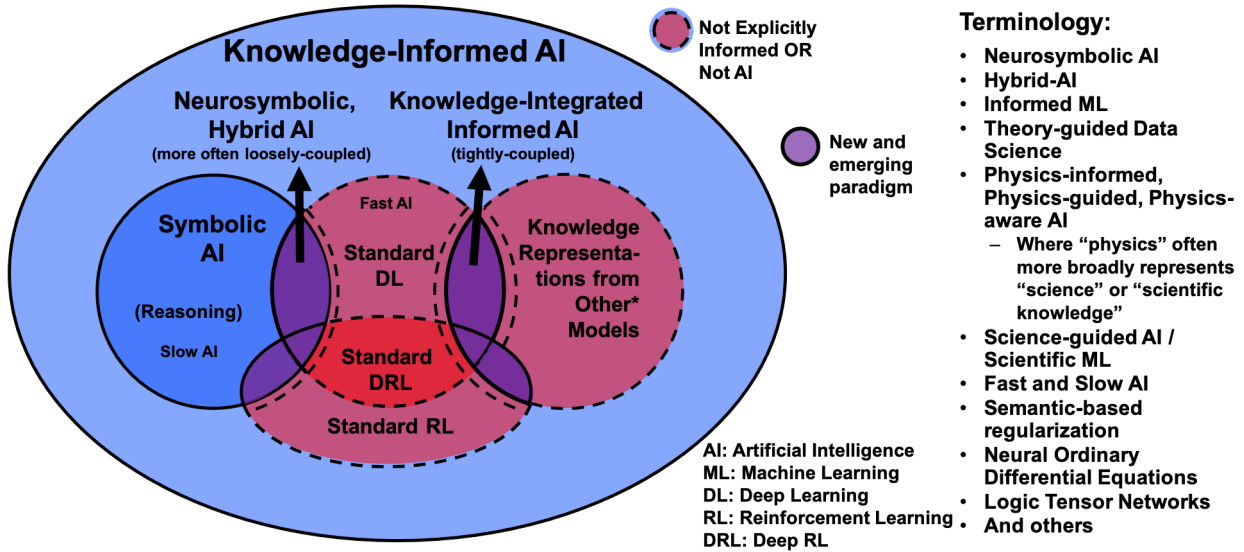 Knowledge-Informed AI
Neurosymbolic,
Hybrid AI
(more often loosely-coupled)
Knowledge-Integrated
Informed AI
(tightly-coupled)
Symbolic
AI
(Reasoning)
Slow AI
Fast AI
Standard
DL
Knowledge
Representa-
tions from
Other*
Models
Standard
DRL
Standard RL
Not Explicitly
Informed OR
Not AI
New and
emerging
paradigm
AI: Artificial Intelligence
ML: Machine Learning
DL: Deep Learning
RL: Reinforcement Learning
DRL: Deep RL
Terminology:
• Neurosymbolic AI
• Hybrid-AI
• Informed ML
• Theory-guided Data
Science
• Physics-informed,
Physics-guided, Physics-
aware AI
– Where “physics” often
more broadly represents
“science” or “scientific
knowledge”
• Science-guided AI /
Scientific ML
• Fast and Slow AI
• Semantic-based
regularization
• Neural Ordinary
Differential Equations
• Logic Tensor Networks
• And others